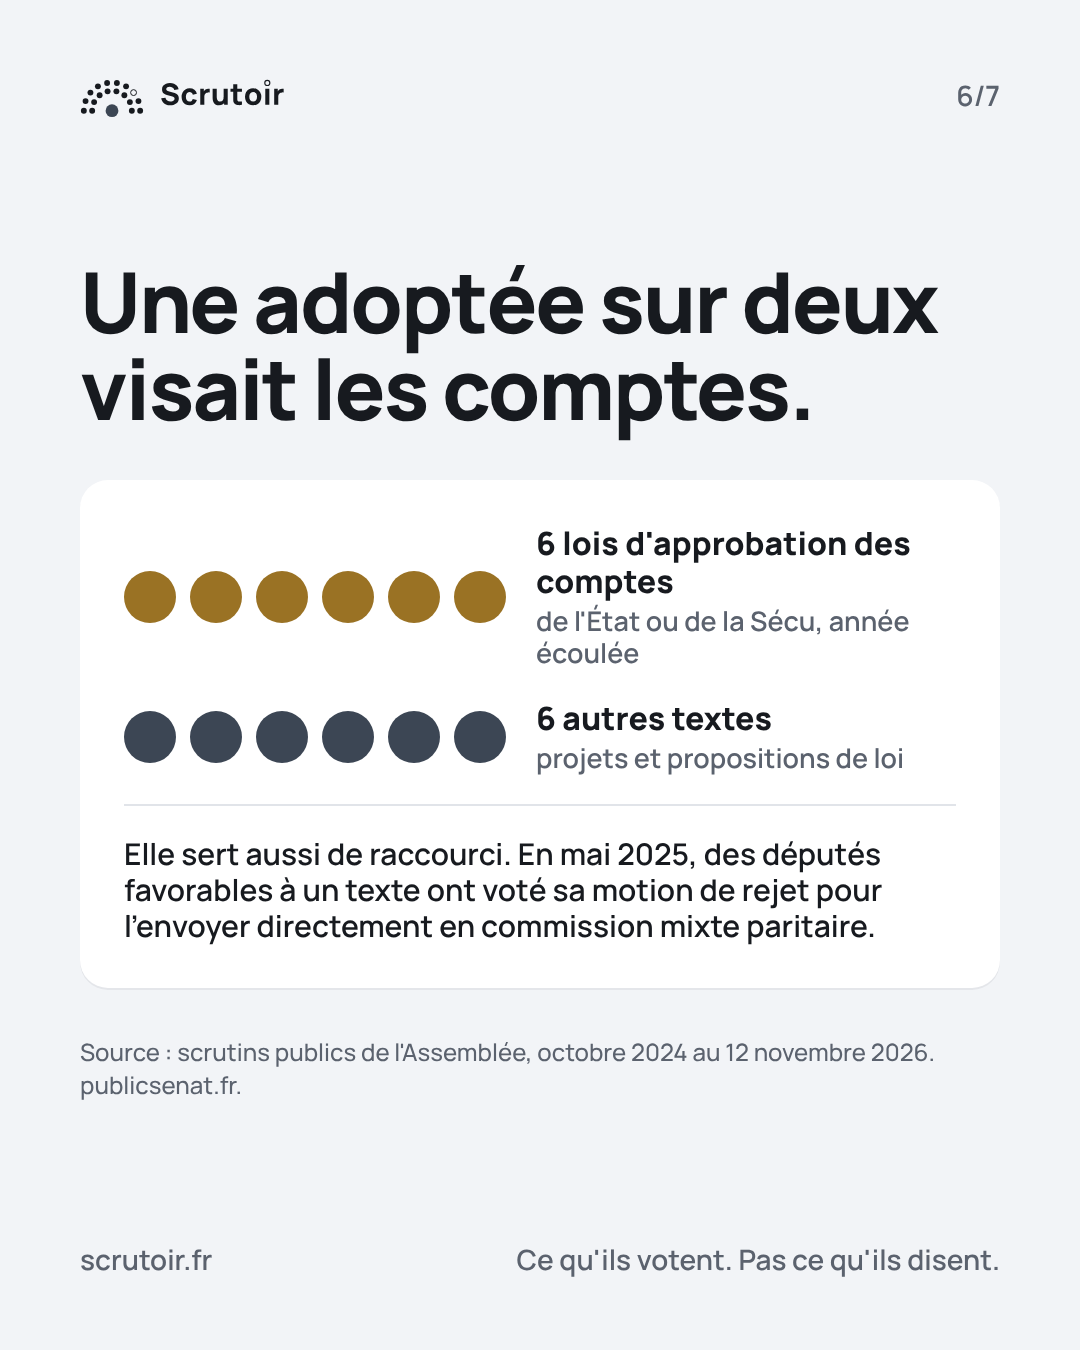 Scrutoir
6/7
Une adoptée sur deux
visait les comptes.
6 lois d'approbation des
comptes
de l'État ou de la Sécu, année
écoulée
6 autres textes
projets et propositions de loi
Elle sert aussi de raccourci. En mai 2025, des députés
favorables à un texte ont voté sa motion de rejet pour
l’envoyer directement en commission mixte paritaire.
Source : scrutins publics de l'Assemblée, octobre 2024 au 12 novembre 2026.
publicsenat.fr.
scrutoir.fr
Ce qu'ils votent. Pas ce qu'ils disent.